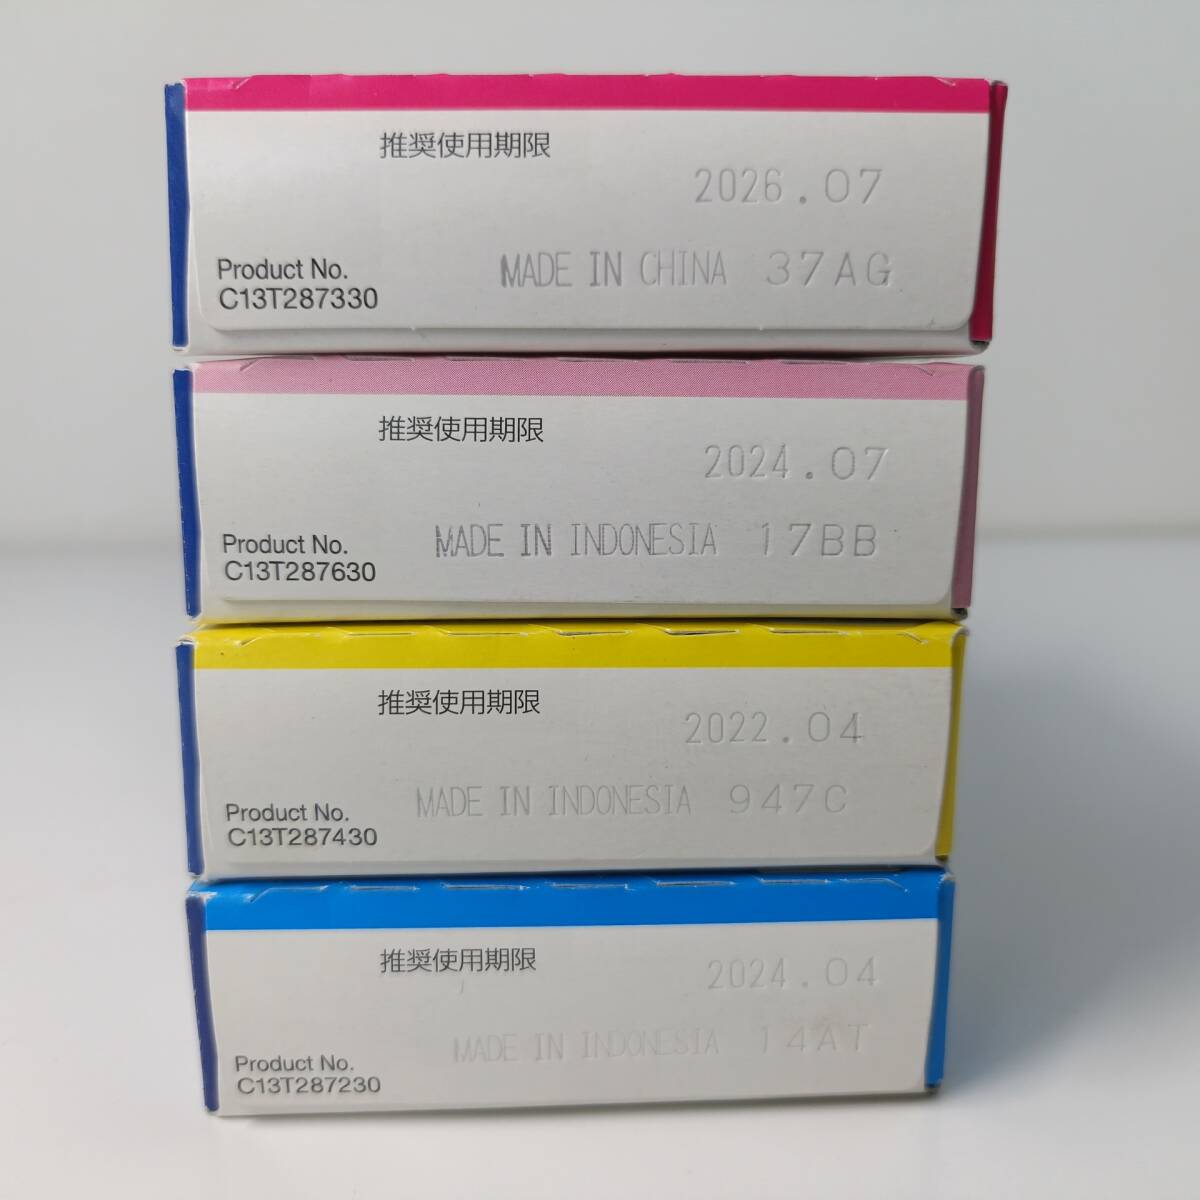 推奨使用期限
2026.07
MADE IN CHINA 37AG
Product No.
C13T287330
推奨使用期限
2024.07
MADE IN INDONESIA 17BB
Product No.
C13T287630
推奨使用期限
2022.04
MADE IN INDONESIA 947C
Product No.
C13T287430
推奨使用期限
2024.04
MADE IN INDONESIA 14AT
Product No.
C13T287230